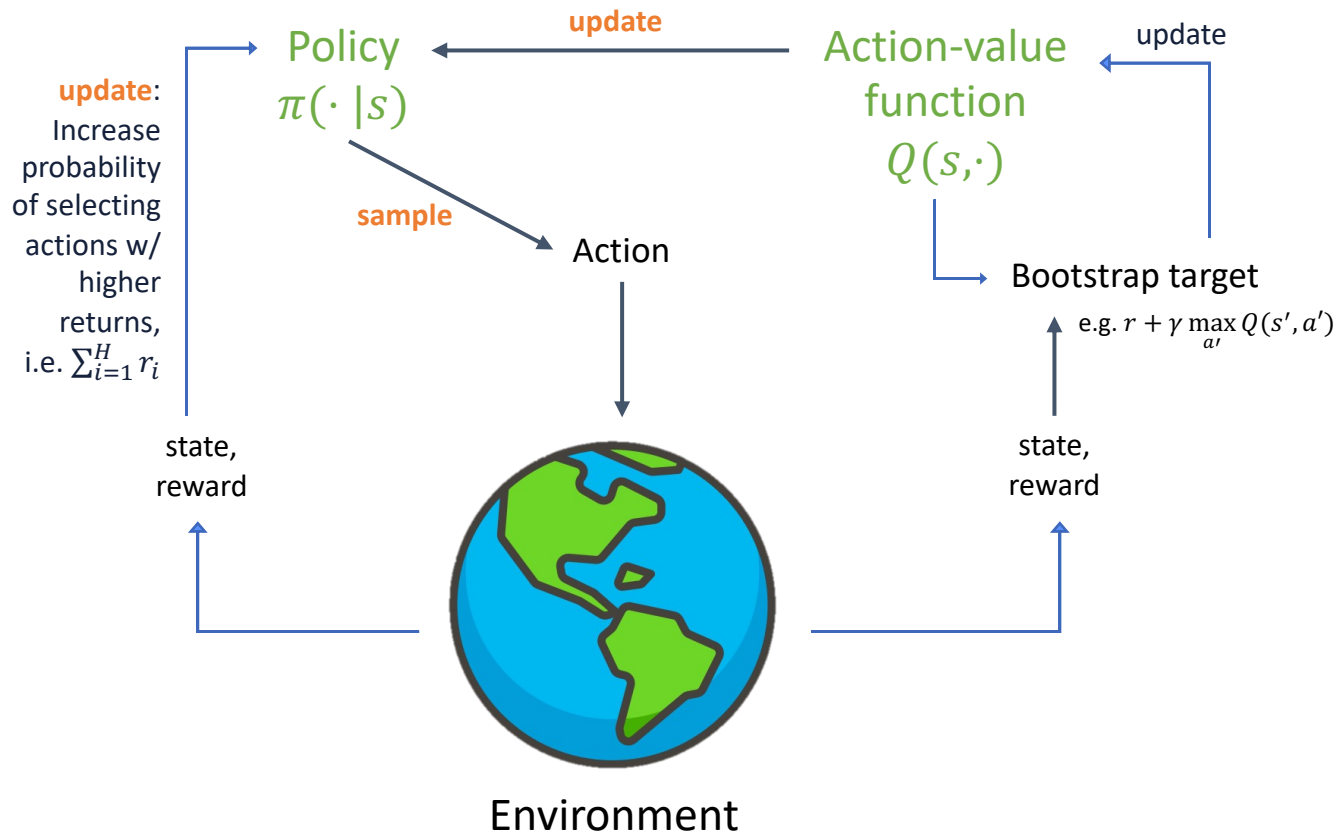 update
Policy
π(· |s)
Action-value
function
Q(s,·)
update
update:
Increase
probability
of selecting
actions w/
higher
returns,
i.e. ∑_{i=1}^{H} r_i
sample
Action
Bootstrap target
e.g. r + γ max_{a'} Q(s', a')
state,
reward
state,
reward
Environment